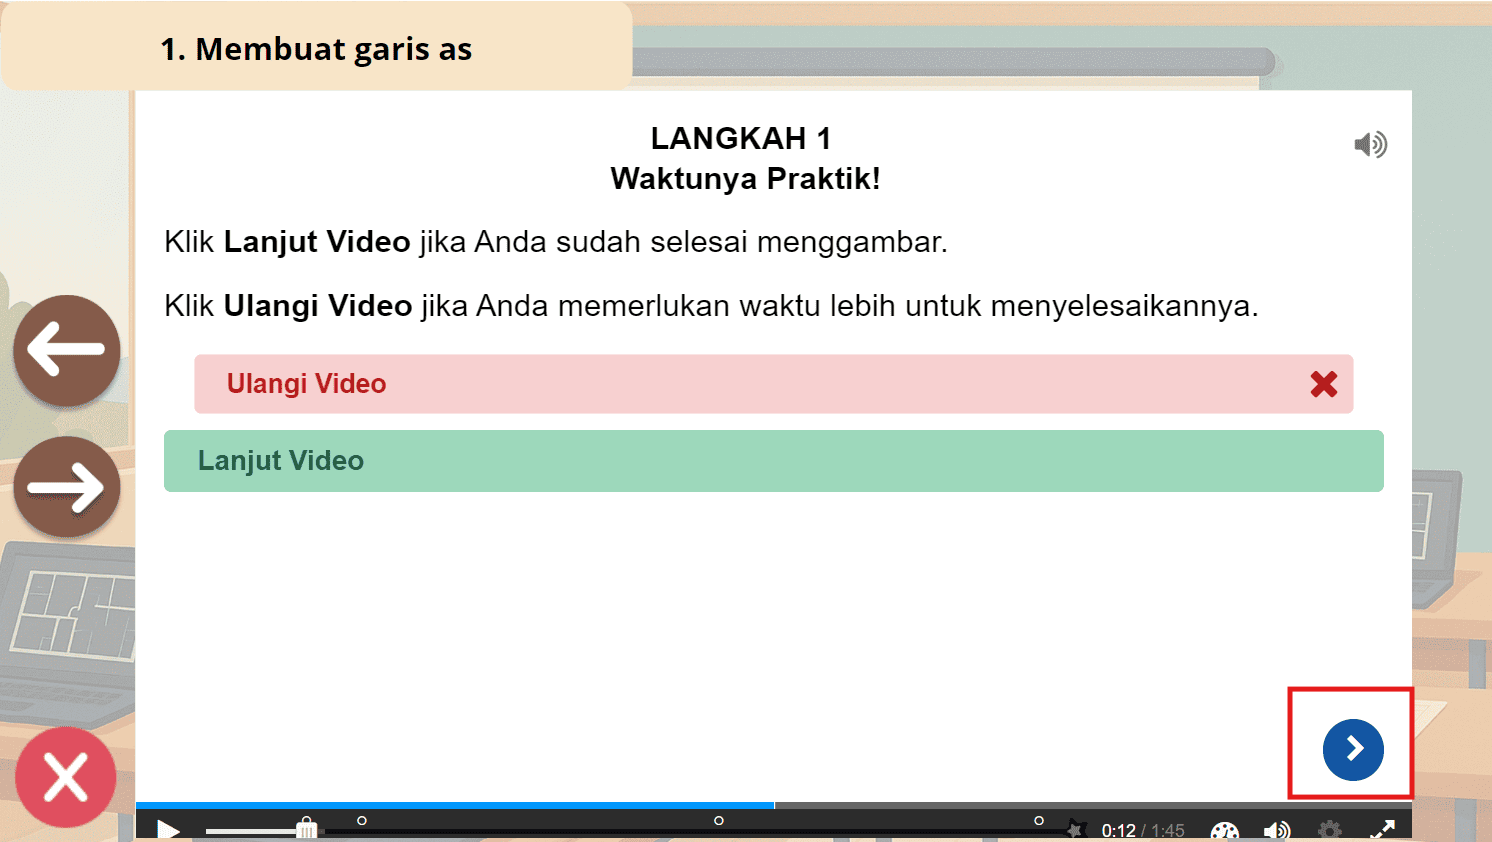 1. Membuat garis as
LANGKAH 1
Waktunya Praktik!
Klik Lanjut Video jika Anda sudah selesai menggambar.
Klik Ulangi Video jika Anda memerlukan waktu lebih untuk menyelesaikannya.
Ulangi Video
Lanjut Video
0:12 / 1:45